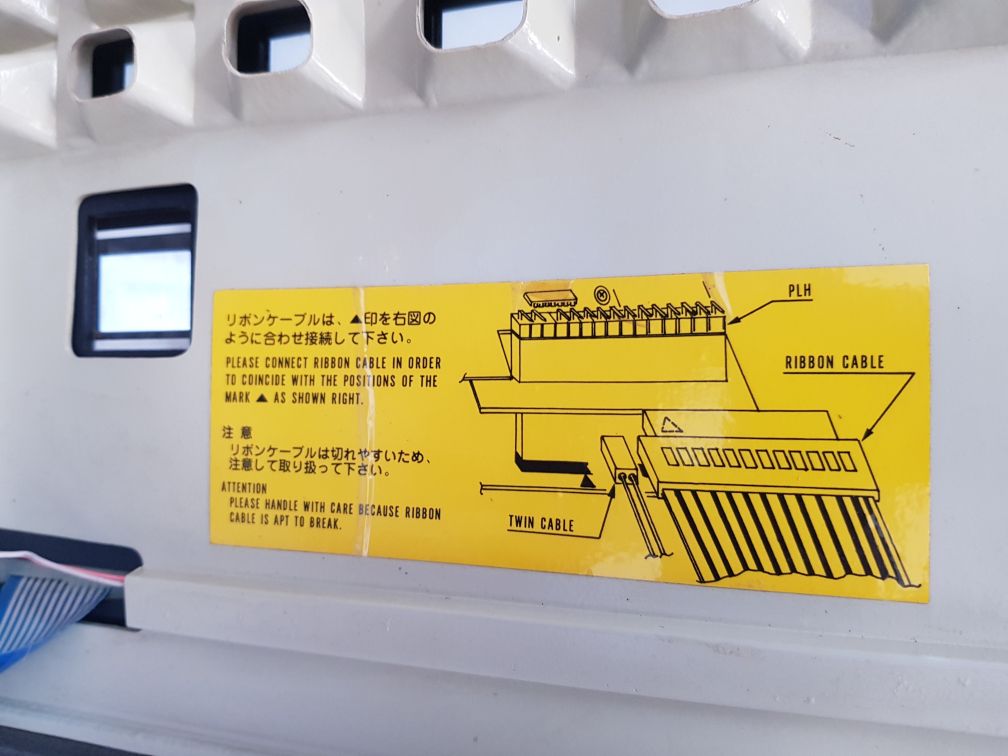 リボンケーブルは、▲印を右図の
ように合わせ接続して下さい。
PLEASE CONNECT RIBBON CABLE IN ORDER
TO COINCIDE WITH THE POSITIONS OF THE
MARK ▲ AS SHOWN RIGHT.
注 意
リボンケーブルは切れやすいため、
注意して取り扱って下さい。
ATTENTION
PLEASE HANDLE WITH CARE BECAUSE RIBBON
CABLE IS APT TO BREAK.
PLH
RIBBON CABLE
TWIN CABLE